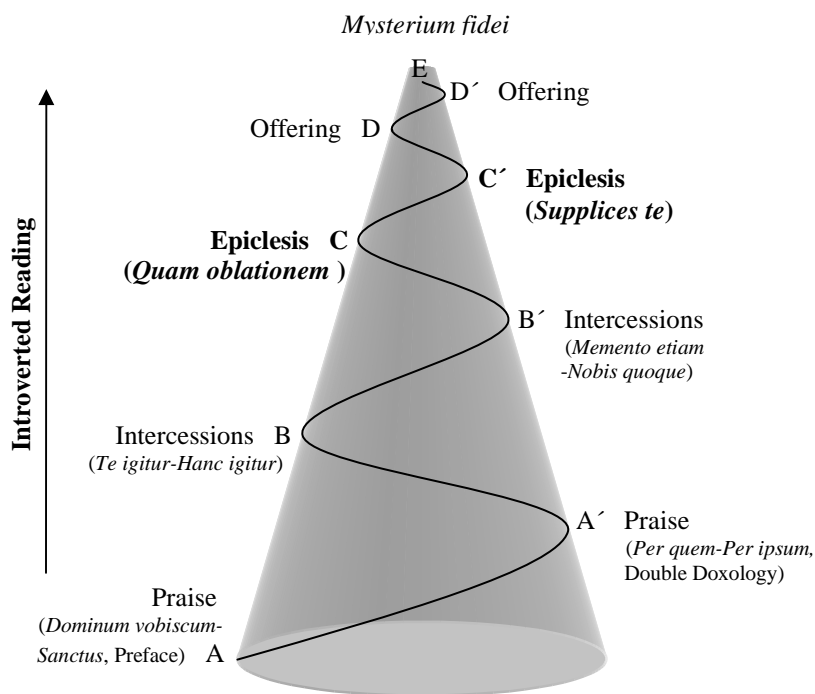 Mysterium fidei
E
D´ Offering
Offering D
C´ Epiclesis
(Supplices te)
Epiclesis C
(Quam oblationem )
B´ Intercessions
(Memento etiam
-Nobis quoque)
Intercessions B
(Te igitur-Hanc igitur)
A´ Praise
(Per quem-Per ipsum,
Double Doxology)
Praise
(Dominum vobiscum-
Sanctus, Preface) A
Introverted Reading